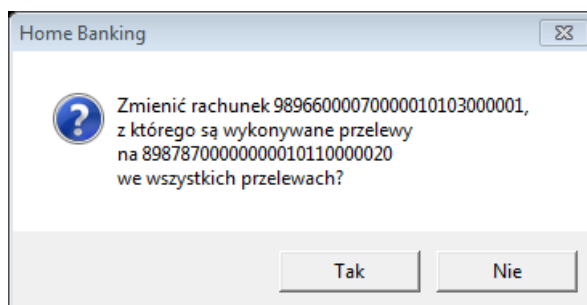 Home Banking
Zmienić rachunek 98966000070000010103000001,
z którego są wykonywane przelewy
na 89878700000000010110000020
we wszystkich przelewach?
Tak
Nie